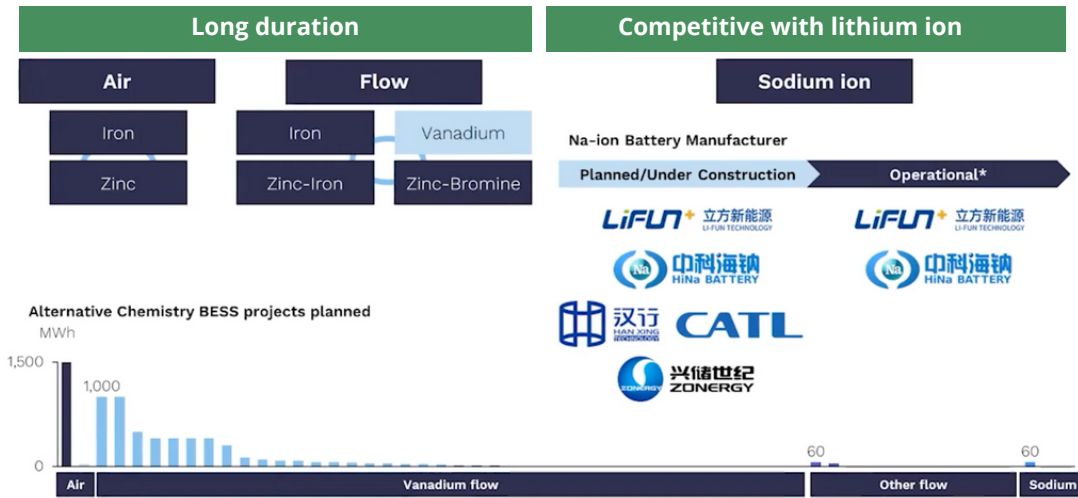 Long duration
Competitive with lithium ion
Air
Flow
Sodium ion
Iron
Iron
Vanadium
Zinc
Zinc-Iron
Zinc-Bromine
Na-ion Battery Manufacturer
Planned/Under Construction
Operational*
LiFUN+ 立方新能源
LI-FUN TECHNOLOGY
LiFUN+ 立方新能源
LI-FUN TECHNOLOGY
Na 中科海钠
HiNa BATTERY
Na 中科海钠
HiNa BATTERY
汉行
HAN XING
TECHNOLOGY
CATL
ZONERGY
兴储世纪
ZONERGY
Alternative Chemistry BESS projects planned
MWh
1,500
1,000
0
60
60
Air
Vanadium flow
Other flow
Sodium